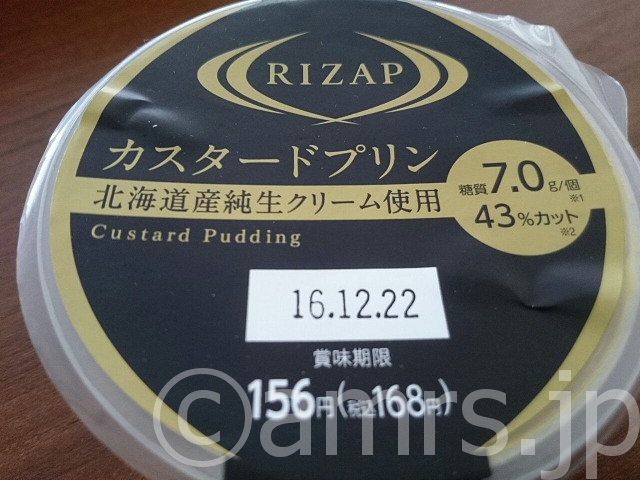 RIZAP
カスタードプリン
北海道産純生クリーム使用
Custard Pudding
糖質7.0g/個
※1
43%カット
※2
16.12.22
賞味期限
156円(税込168円)
©amrs.jp